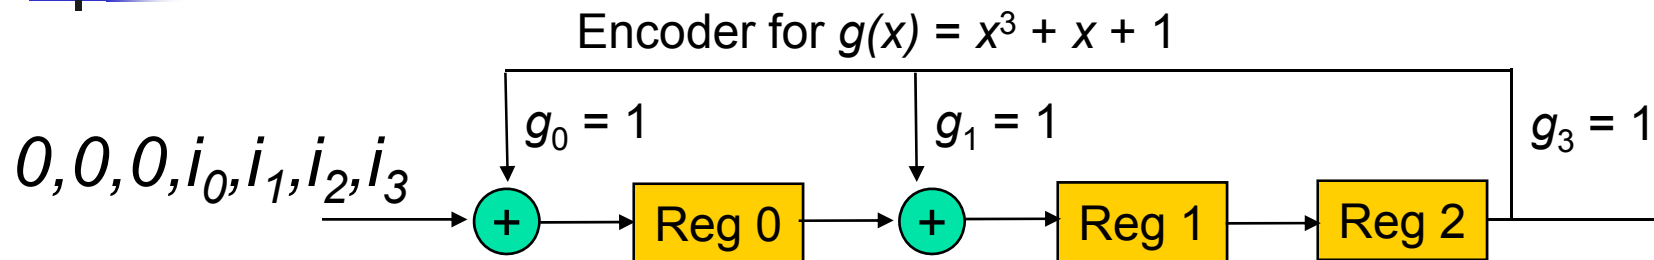 Encoder for g(x) = x³ + x + 1
g₀ = 1
g₁ = 1
g₃ = 1
0,0,0,i₀,i₁,i₂,i₃
+
Reg 0
+
Reg 1
Reg 2